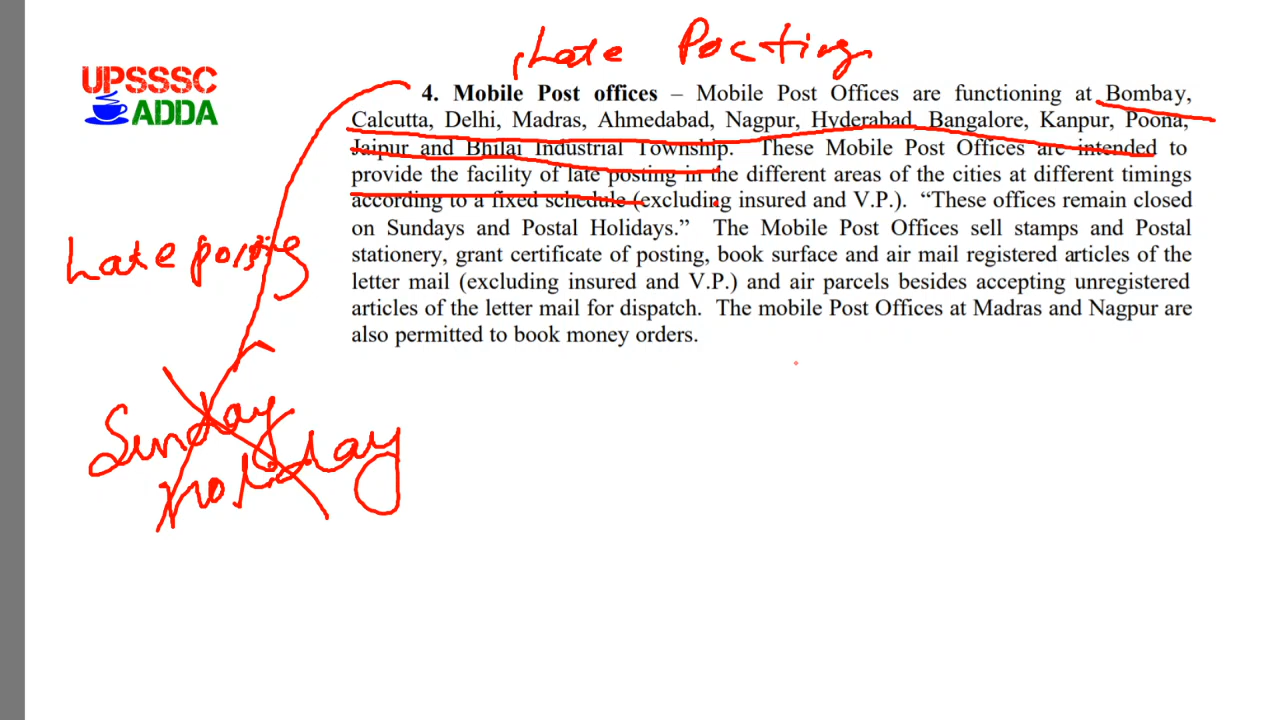 Late Posting
UPSSSC
ADDA
4. Mobile Post offices – Mobile Post Offices are functioning at Bombay,
Calcutta, Delhi, Madras, Ahmedabad, Nagpur, Hyderabad, Bangalore, Kanpur, Poona,
Jaipur and Bhilai Industrial Township. These Mobile Post Offices are intended to
provide the facility of late posting in the different areas of the cities at different timings
according to a fixed schedule (excluding insured and V.P.). “These offices remain closed
on Sundays and Postal Holidays.” The Mobile Post Offices sell stamps and Postal
stationery, grant certificate of posting, book surface and air mail registered articles of the
letter mail (excluding insured and V.P.) and air parcels besides accepting unregistered
articles of the letter mail for dispatch. The mobile Post Offices at Madras and Nagpur are
also permitted to book money orders.
Late posting
Sunday
holiday